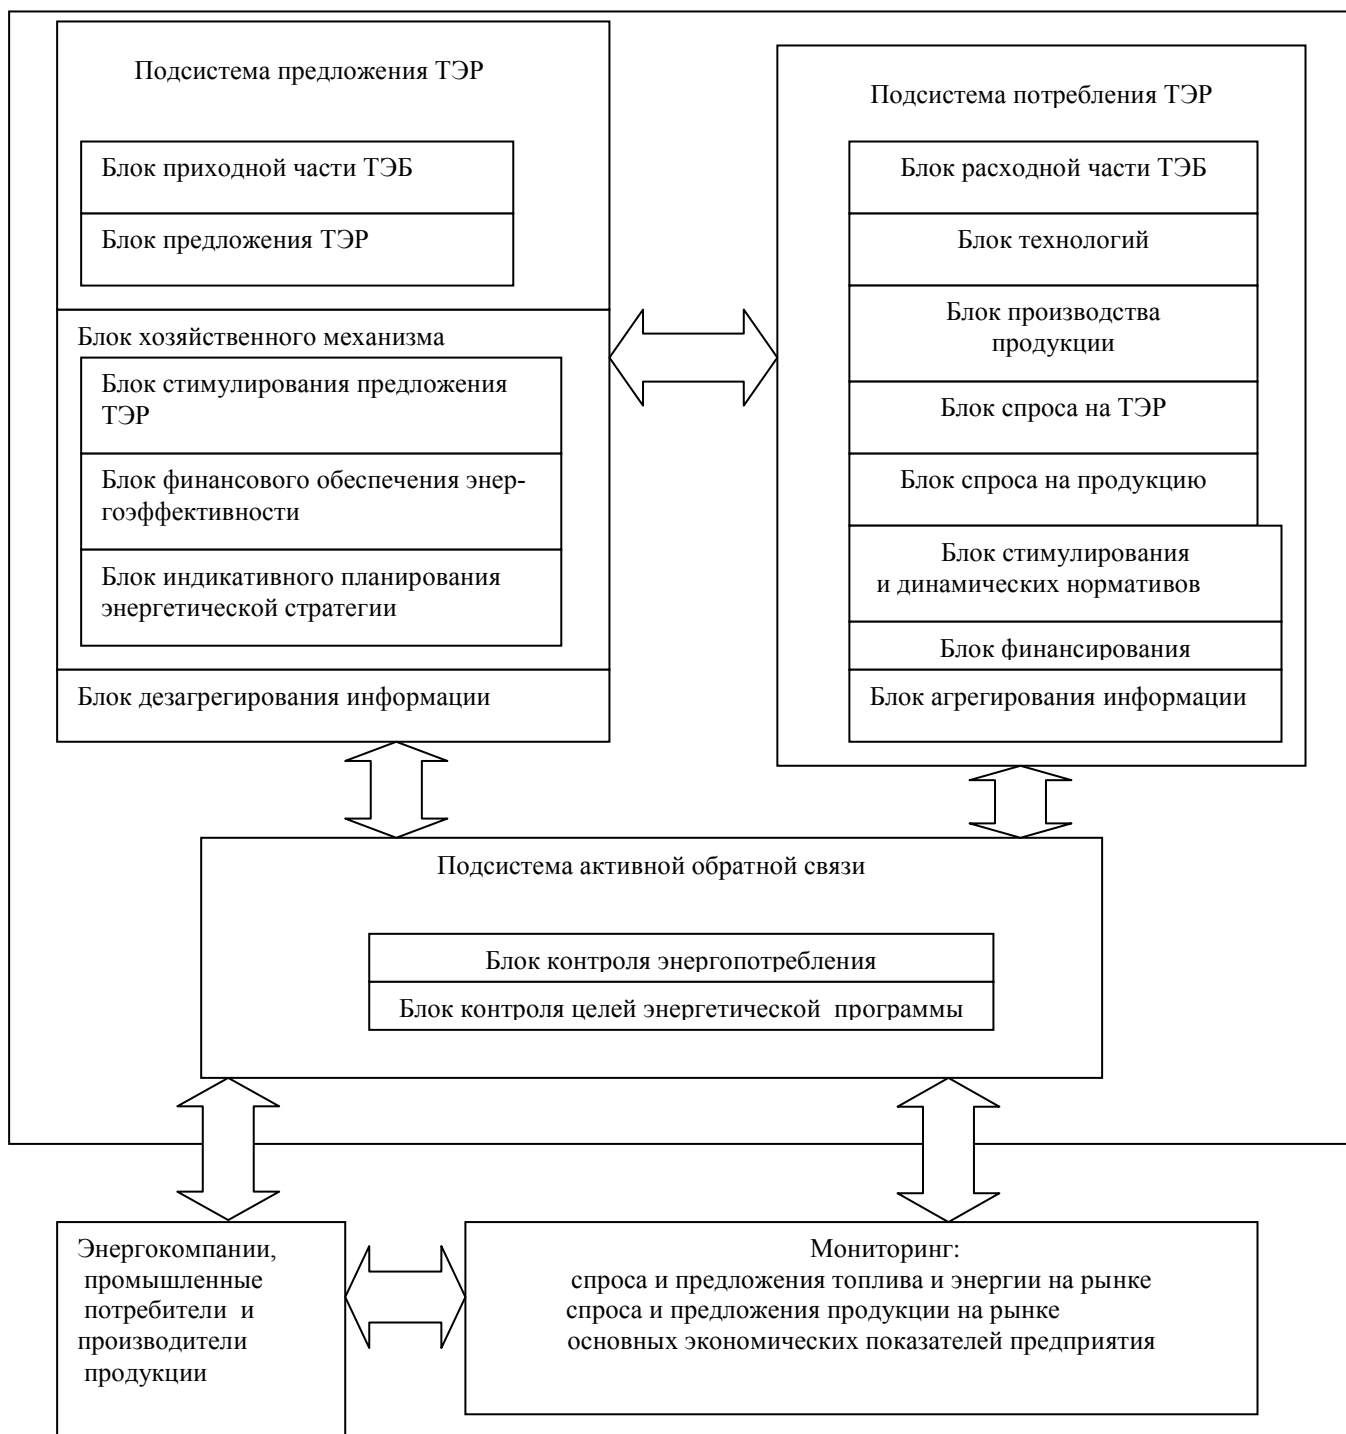 Подсистема предложения ТЭР
Блок приходной части ТЭБ
Блок предложения ТЭР
Блок хозяйственного механизма
Блок стимулирования предложения
ТЭР
Блок финансового обеспечения энер-
гоэффективности
Блок индикативного планирования
энергетической стратегии
Блок дезагрегирования информации
Подсистема потребления ТЭР
Блок расходной части ТЭБ
Блок технологий
Блок производства
продукции
Блок спроса на ТЭР
Блок спроса на продукцию
Блок стимулирования
и динамических нормативов
Блок финансирования
Блок агрегирования информации
Подсистема активной обратной связи
Блок контроля энергопотребления
Блок контроля целей энергетической программы
Энергокомпании,
промышленные
потребители и
производители
продукции
Мониторинг:
спроса и предложения топлива и энергии на рынке
спроса и предложения продукции на рынке
основных экономических показателей предприятия